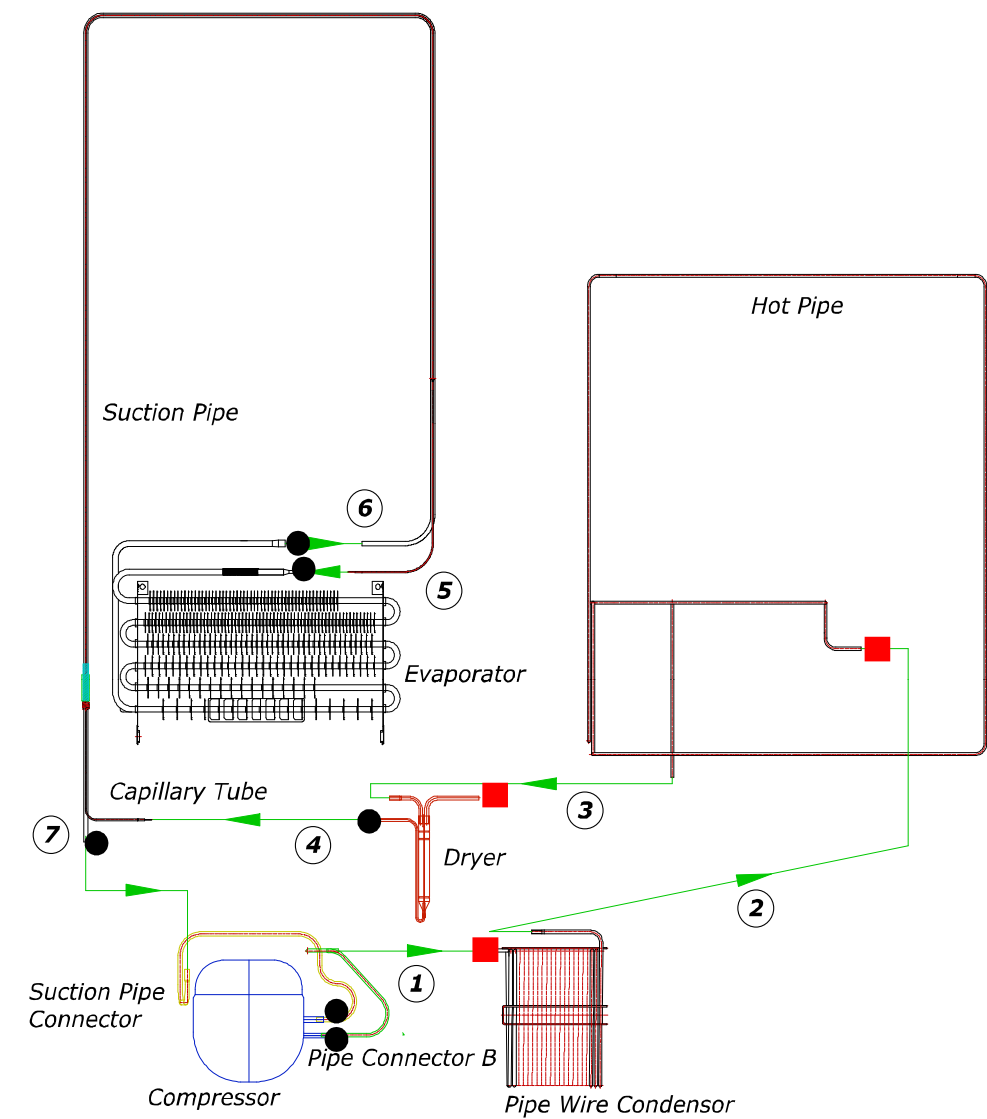 Hot Pipe
Suction Pipe
6
5
Evaporator
Capillary Tube
3
7
4
Dryer
2
1
Suction Pipe
Connector
Pipe Connector B
Compressor
Pipe Wire Condensor